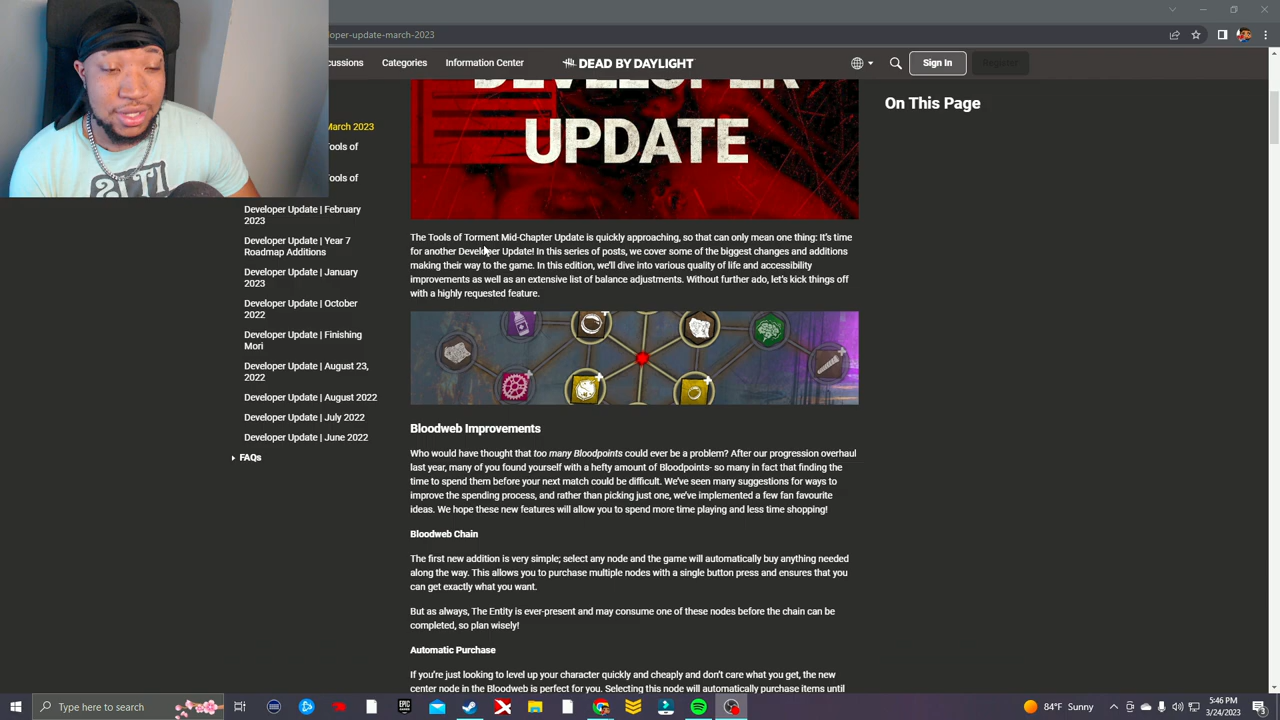 eloper-update-march-2023
cussions
Categories
Information Center
DEAD BY DAYLIGHT
Sign In
Register
DEVELOPER
UPDATE
On This Page
March 2023
Tools of
Tools of
Developer Update | February
2023
Developer Update | Year 7
Roadmap Additions
Developer Update | January
2023
Developer Update | October
2022
Developer Update | Finishing
Mori
Developer Update | August 23,
2022
Developer Update | August 2022
Developer Update | July 2022
Developer Update | June 2022
FAQs
The Tools of Torment Mid-Chapter Update is quickly approaching, so that can only mean one thing: It's time
for another Developer Update! In this series of posts, we cover some of the biggest changes and additions
making their way to the game. In this edition, we'll dive into various quality of life and accessibility
improvements as well as an extensive list of balance adjustments. Without further ado, let's kick things off
with a highly requested feature.
Bloodweb Improvements
Who would have thought that too many Bloodpoints could ever be a problem? After our progression overhaul
last year, many of you found yourself with a hefty amount of Bloodpoints- so many in fact that finding the
time to spend them before your next match could be difficult. We've seen many suggestions for ways to
improve the spending process, and rather than picking just one, we've implemented a few fan favourite
ideas. We hope these new features will allow you to spend more time playing and less time shopping!
Bloodweb Chain
The first new addition is very simple; select any node and the game will automatically buy anything needed
along the way. This allows you to purchase multiple nodes with a single button press and ensures that you
can get exactly what you want.
But as always, The Entity is ever-present and may consume one of these nodes before the chain can be
completed, so plan wisely!
Automatic Purchase
If you're just looking to level up your character quickly and cheaply and don't care what you get, the new
center node in the Bloodweb is perfect for you. Selecting this node will automatically purchase items until
Type here to search
EPIC
84°F Sunny
5:46 PM
3/24/2023